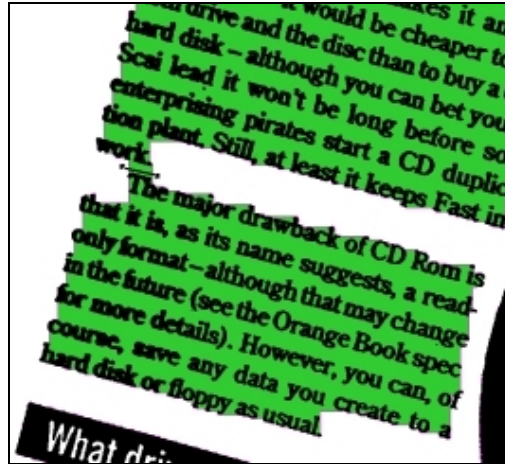 akes it an
it would be cheaper to
drive and the disc than to buy a
hard disk – although you can bet you
Scai lead it won't be long before so
enterprising pirates start a CD duplic
tion plant. Still, at least it keeps Fast in
work.
The major drawback of CD Rom is
that it is, as its name suggests, a read-
only format – although that may change
in the future (see the Orange Book spec
for more details). However, you can, of
course, save any data you create to a
hard disk or floppy as usual.
What dri